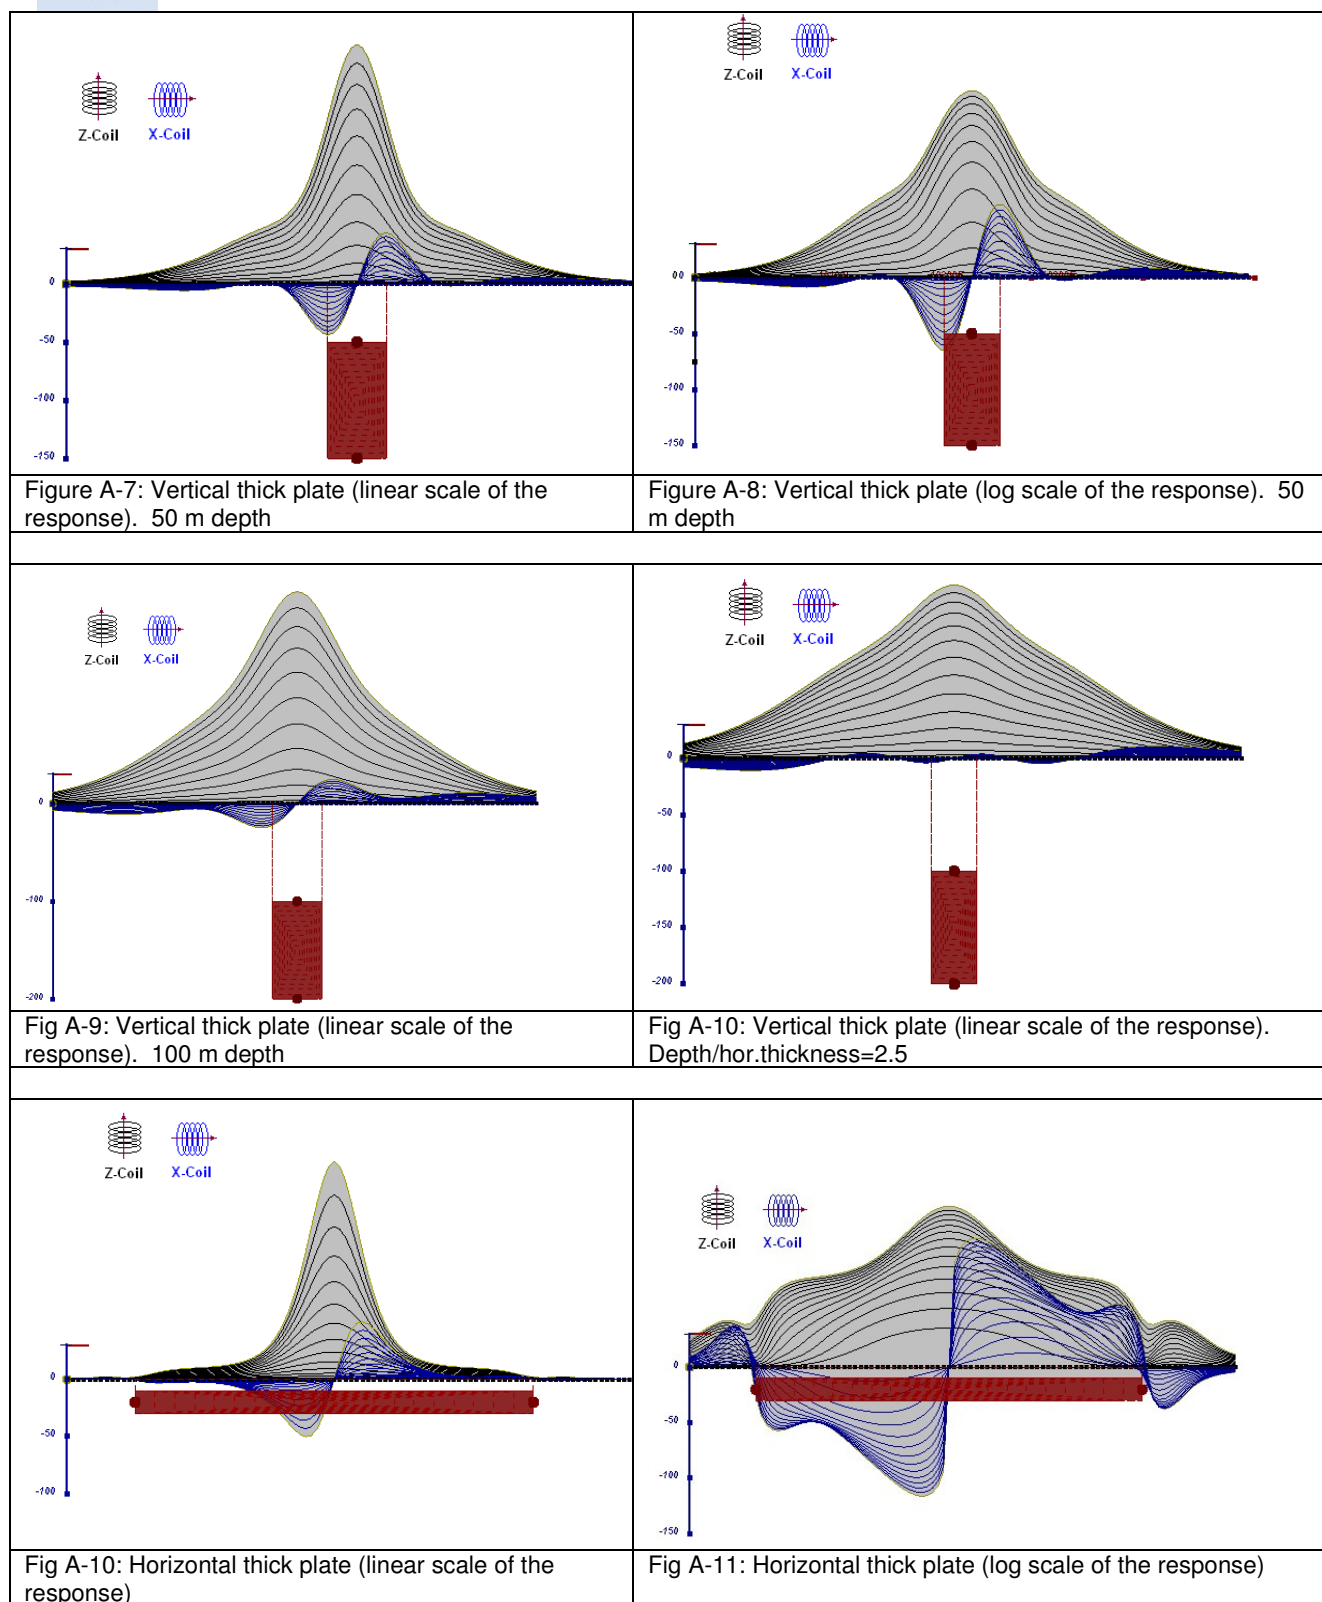 Z-Coil X-Coil
0
-50
-100
-150
Figure A-7: Vertical thick plate (linear scale of the
response). 50 m depth
Z-Coil X-Coil
-50
-100
-150
Figure A-8: Vertical thick plate (log scale of the response). 50
m depth
Z-Coil X-Coil
0
-100
-200
Fig A-9: Vertical thick plate (linear scale of the
response). 100 m depth
Z-Coil X-Coil
0
-50
-100
-150
-200
Fig A-10: Vertical thick plate (linear scale of the response).
Depth/hor.thickness=2.5
Z-Coil X-Coil
0
-50
-100
Fig A-10: Horizontal thick plate (linear scale of the
response)
Z-Coil X-Coil
0
-50
-100
-150
Fig A-11: Horizontal thick plate (log scale of the response)